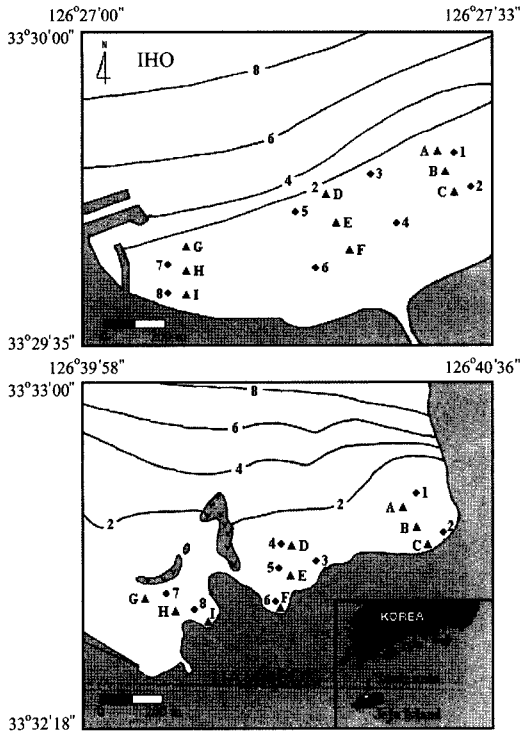 126°27'00" 126°27'33"
33°30'00"
N
IHO
8
6
4
2
A 1
B
C 2
3
D
5
E 4
F
6
G
7
H
8 I
33°29'35"
126°39'58" 126°40'36"
33°33'00"
8
6
4
2
2
1
A
B
2
C
4 D
3
5 E
6 F
7
G
H 8 I
KOREA
33°32'18"